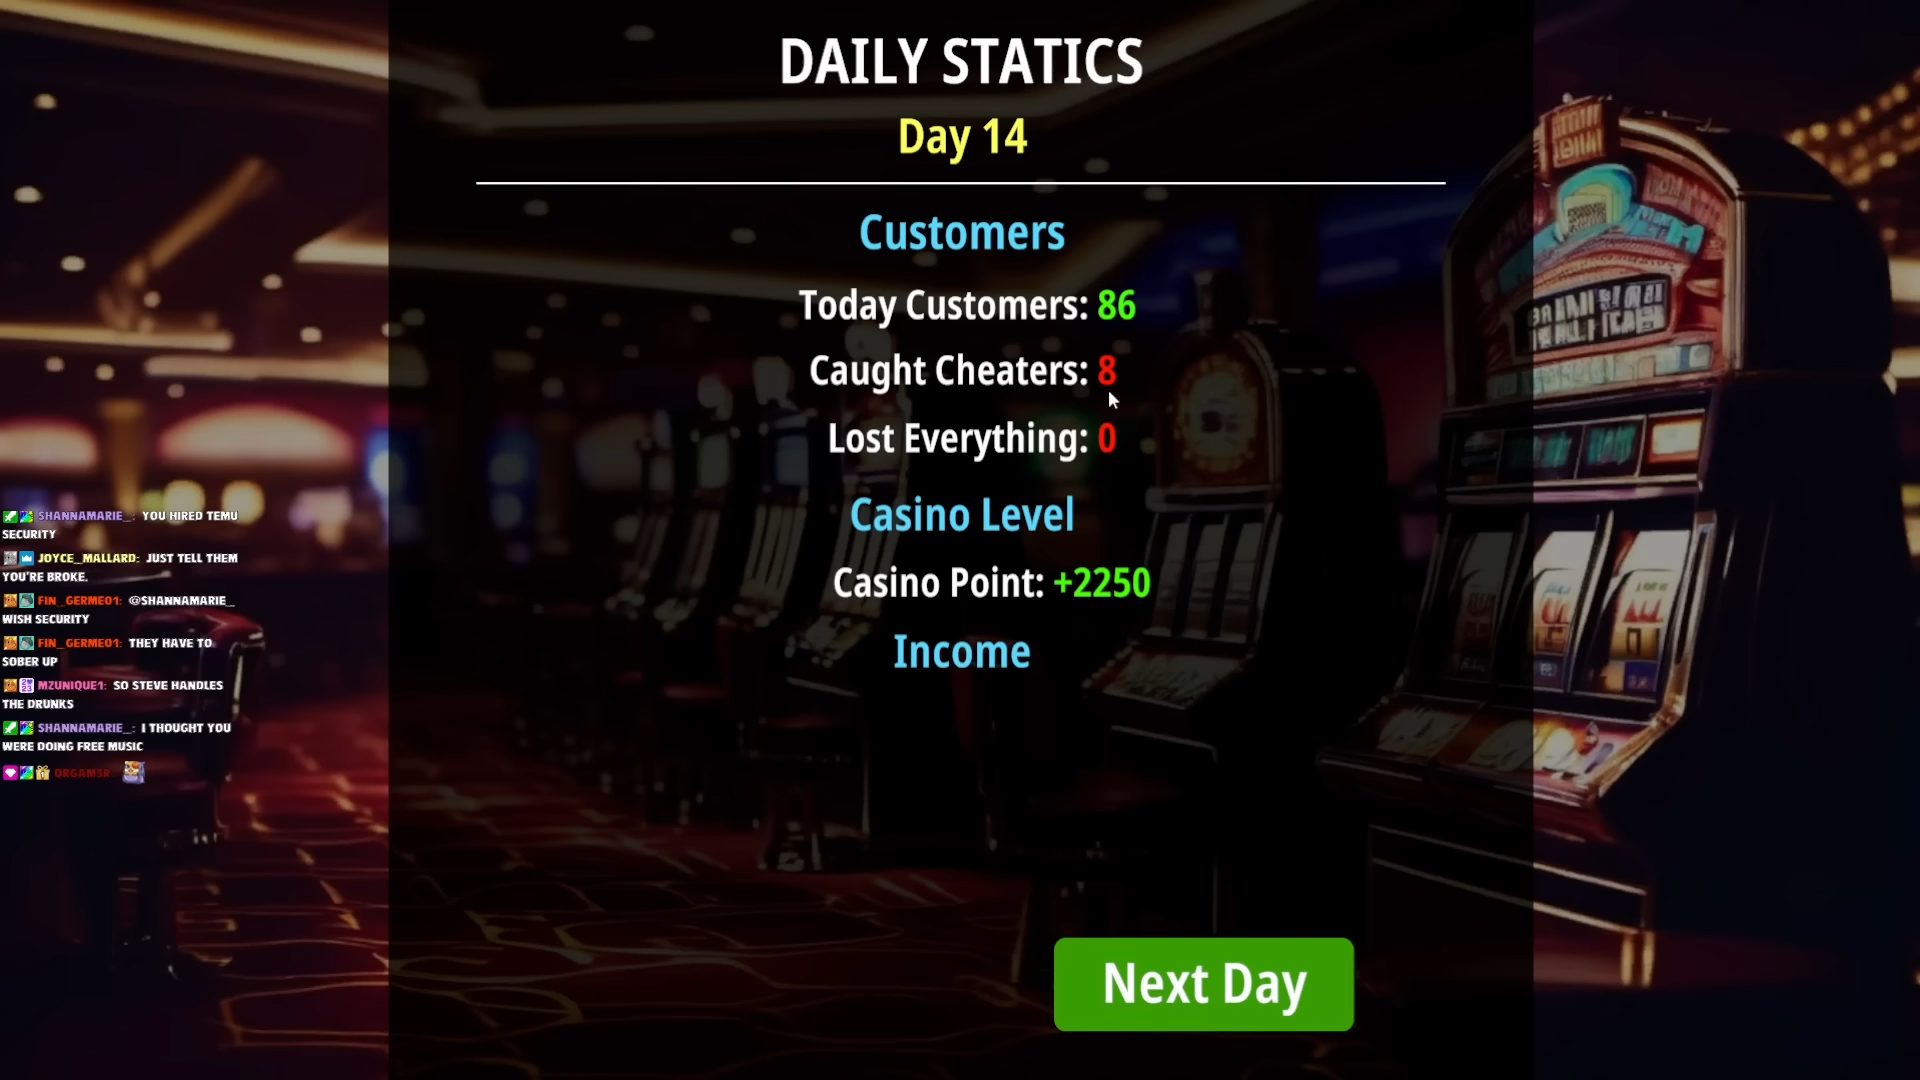 DAILY STATICS
Day 14
Customers
Today Customers: 86
Caught Cheaters: 8
Lost Everything: 0
Casino Level
Casino Point: +2250
Income
Next Day
SHANNAMARIE_: YOU HIRED TEMU
SECURITY
JOYCE_MALLARD: JUST TELL THEM
YOU'RE BROKE.
FIN_GERME01: @SHANNAMARIE_
WISH SECURITY
FIN_GERME01: THEY HAVE TO
SOBER UP
MZUNIQUE1: SO STEVE HANDLES
THE DRUNKS
SHANNAMARIE_: I THOUGHT YOU
WERE DOING FREE MUSIC
QRGAM3R